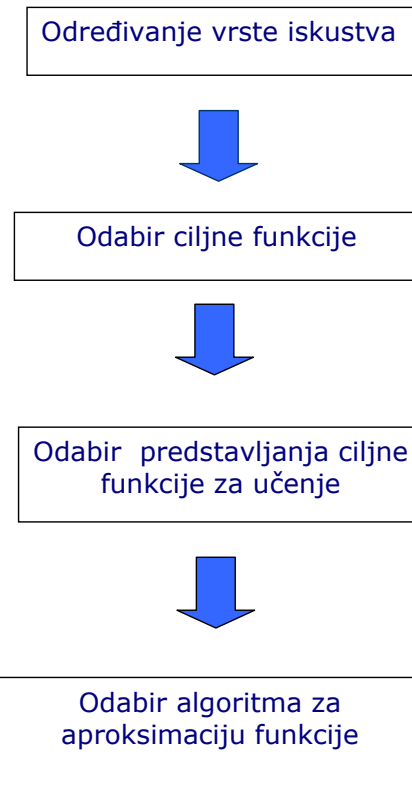 Određivanje vrste iskustva
Odabir ciljne funkcije
Odabir predstavljanja ciljne
funkcije za učenje
Odabir algoritma za
aproksimaciju funkcije